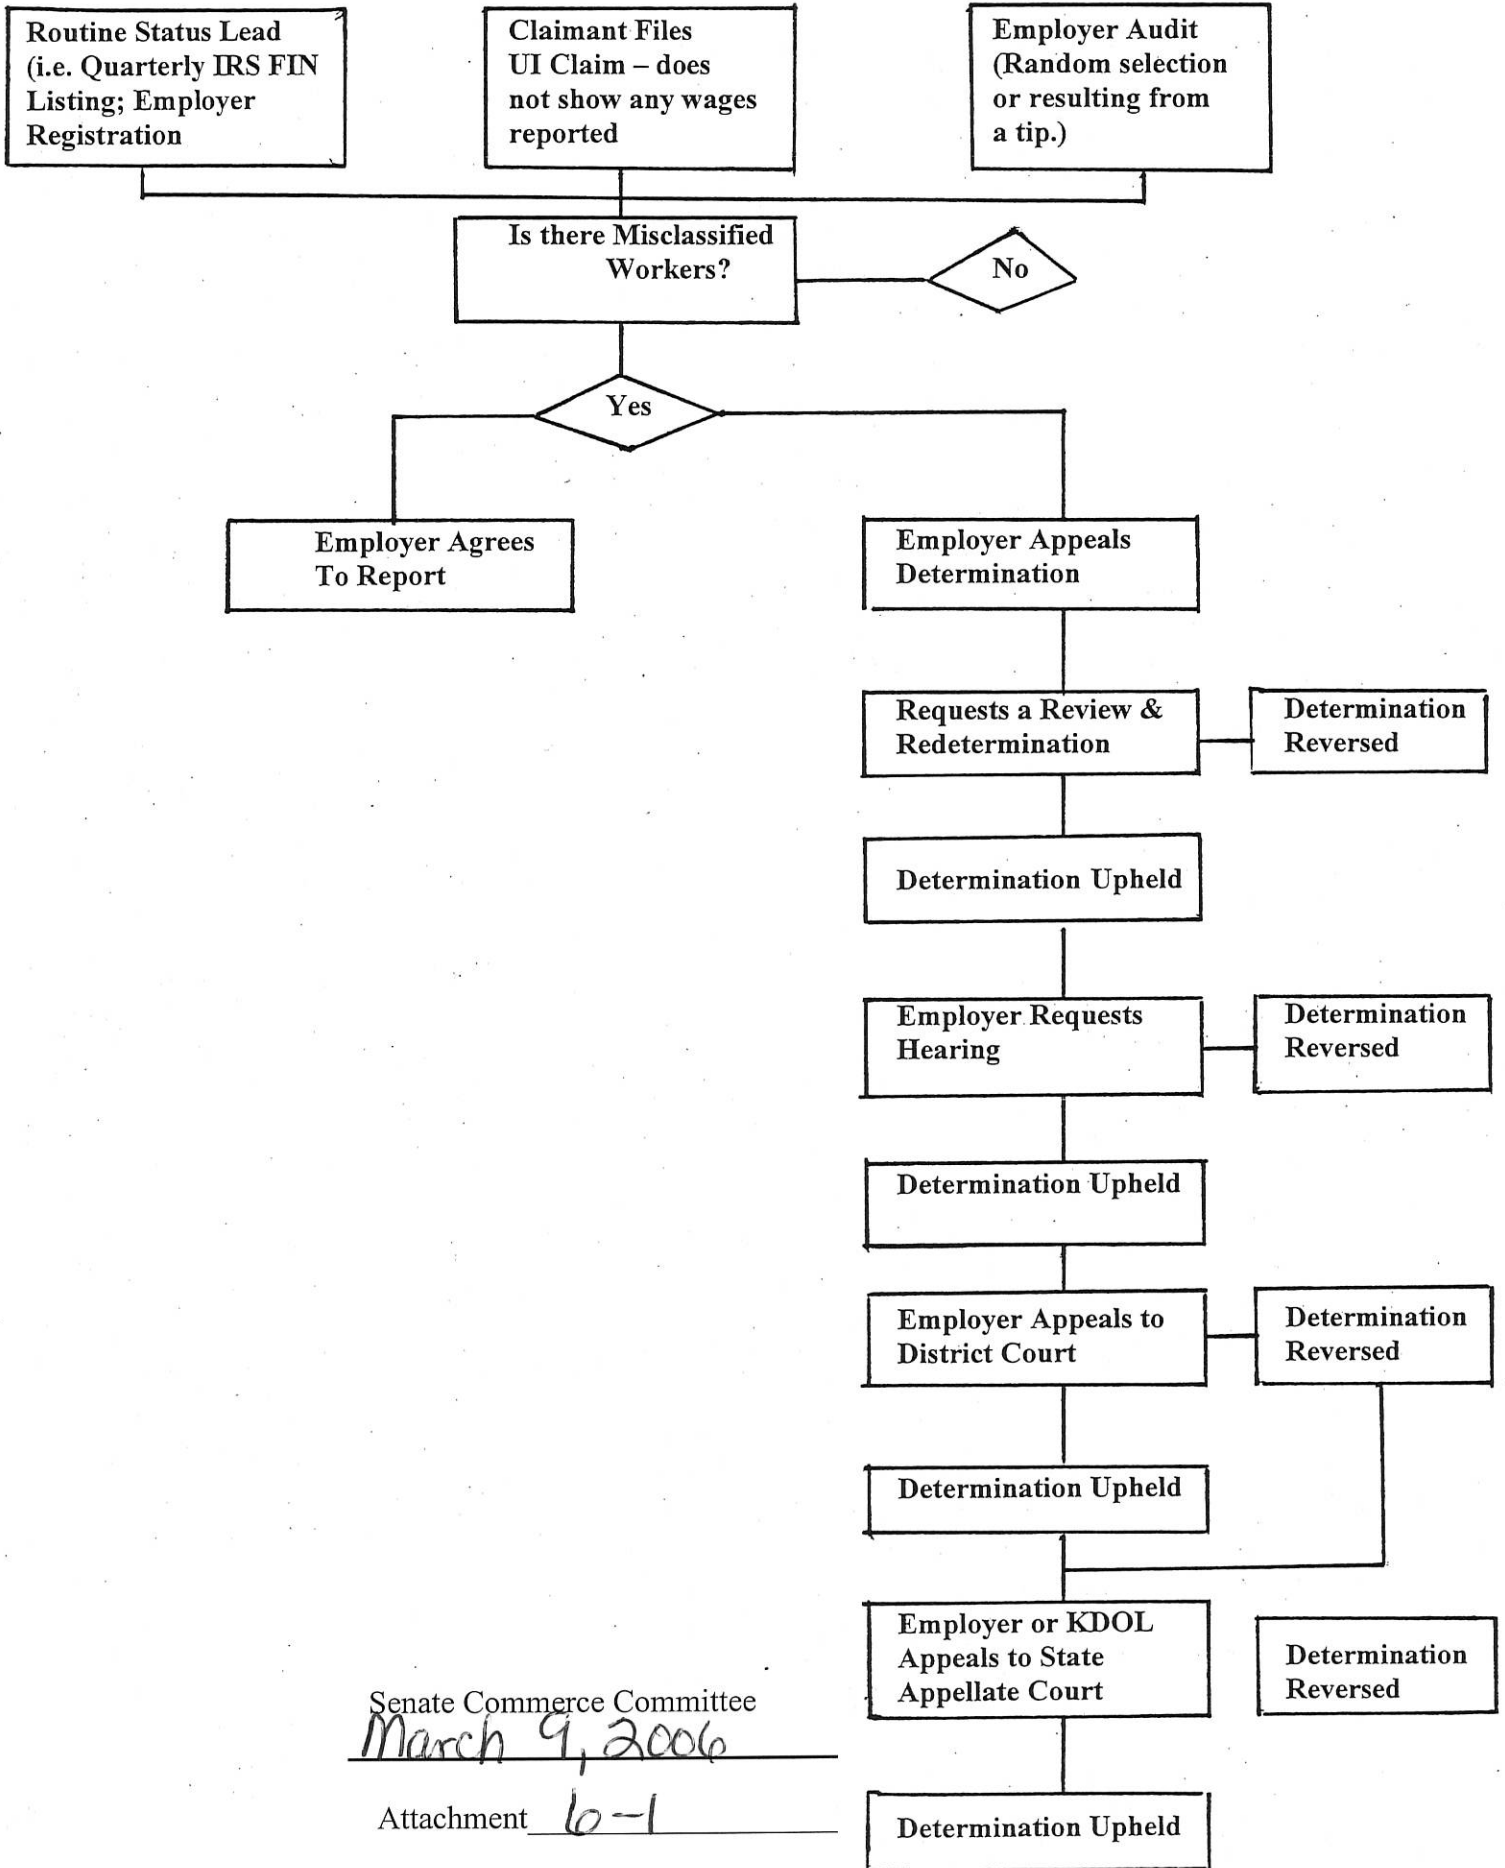 Routine Status Lead
(i.e. Quarterly IRS FIN
Listing; Employer
Registration
Claimant Files
UI Claim – does
not show any wages
reported
Employer Audit
(Random selection
or resulting from
a tip.)
Is there Misclassified
Workers?
No
Yes
Employer Agrees
To Report
Employer Appeals
Determination
Requests a Review &
Redetermination
Determination
Reversed
Determination Upheld
Employer Requests
Hearing
Determination
Reversed
Determination Upheld
Employer Appeals to
District Court
Determination
Reversed
Determination Upheld
Employer or KDOL
Appeals to State
Appellate Court
Determination
Reversed
Determination Upheld
Senate Commerce Committee
March 9, 2006
Attachment 6-1